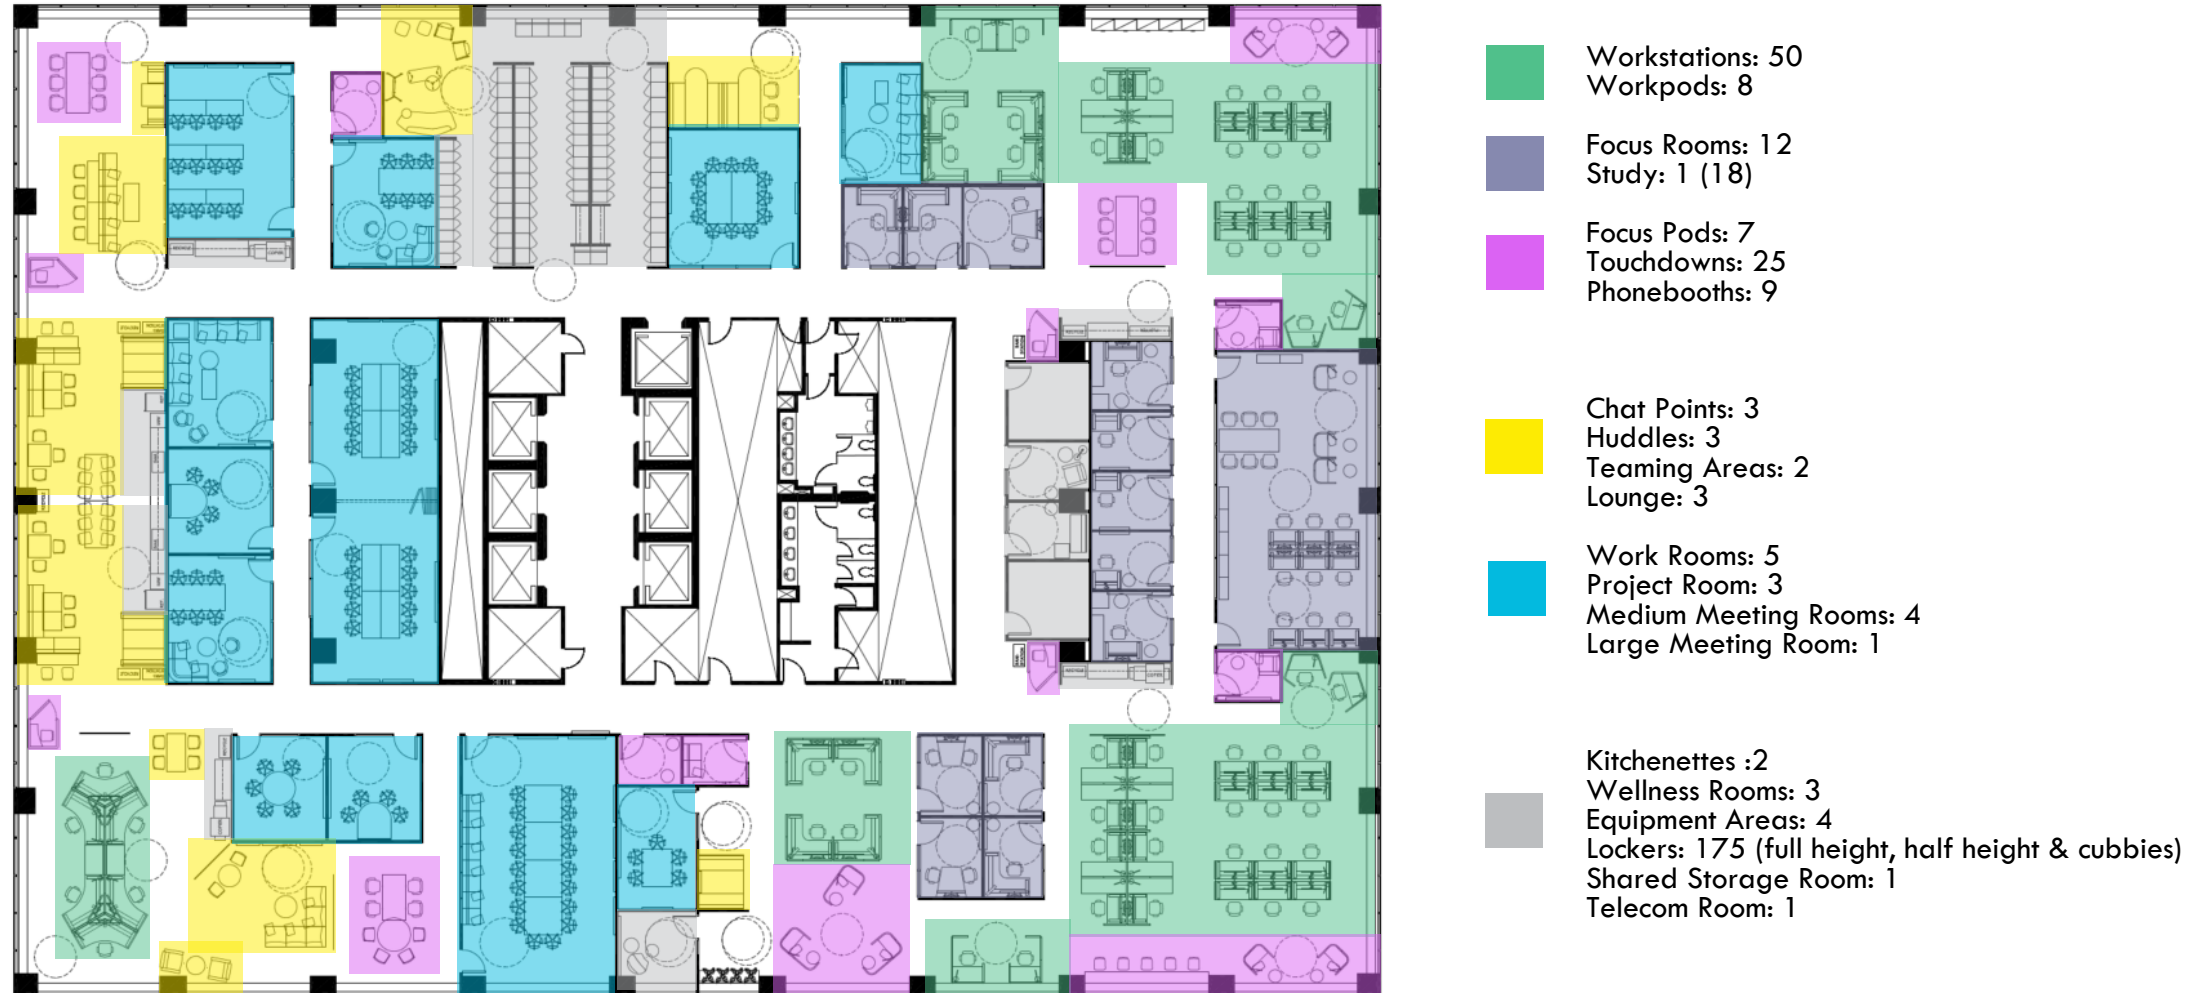 Workstations: 50
Workpods: 8
Focus Rooms: 12
Study: 1 (18)
Focus Pods: 7
Touchdowns: 25
Phonebooths: 9
Chat Points: 3
Huddles: 3
Teaming Areas: 2
Lounge: 3
Work Rooms: 5
Project Room: 3
Medium Meeting Rooms: 4
Large Meeting Room: 1
Kitchenettes :2
Wellness Rooms: 3
Equipment Areas: 4
Lockers: 175 (full height, half height & cubbies)
Shared Storage Room: 1
Telecom Room: 1